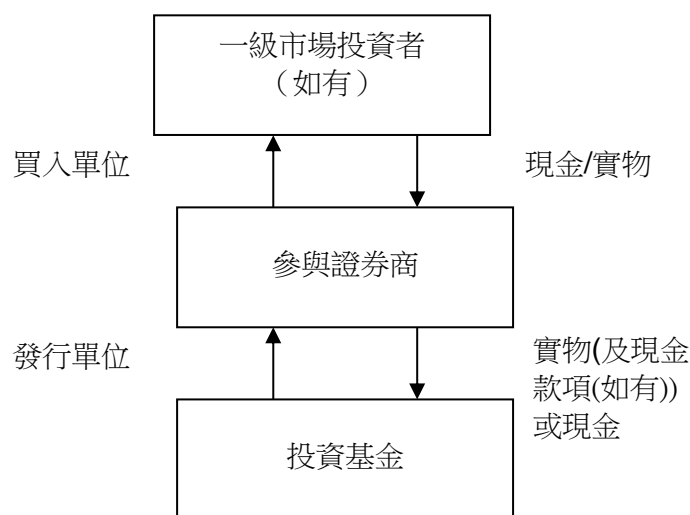 一級市場投資者
（如有）
買入單位
現金/實物
參與證券商
發行單位
實物(及現金
款項(如有))
或現金
投資基金